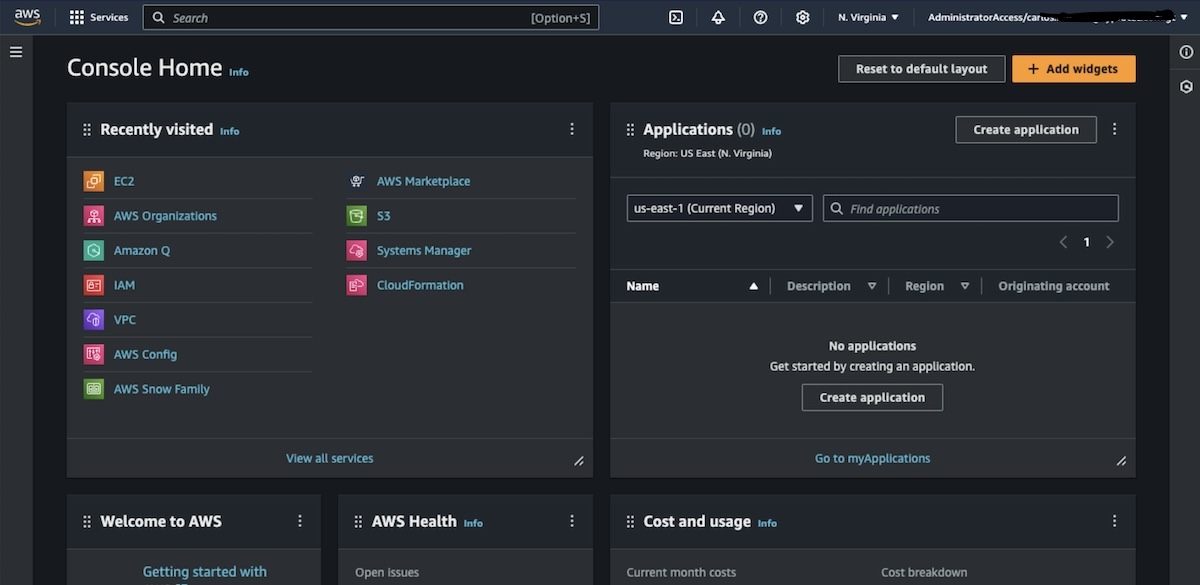 aws
Services
Search
[Option+S]
N. Virginia
AdministratorAccess/carlos
Console Home Info
Reset to default layout
+ Add widgets
Recently visited Info
EC2
AWS Organizations
Amazon Q
IAM
VPC
AWS Config
AWS Snow Family
AWS Marketplace
S3
Systems Manager
CloudFormation
View all services
Applications (0) Info
Region: US East (N. Virginia)
Create application
us-east-1 (Current Region)
Find applications
1
Name Description Region Originating account
No applications
Get started by creating an application.
Create application
Go to myApplications
Welcome to AWS
Getting started with
AWS Health Info
Open issues
Cost and usage Info
Current month costs
Cost breakdown